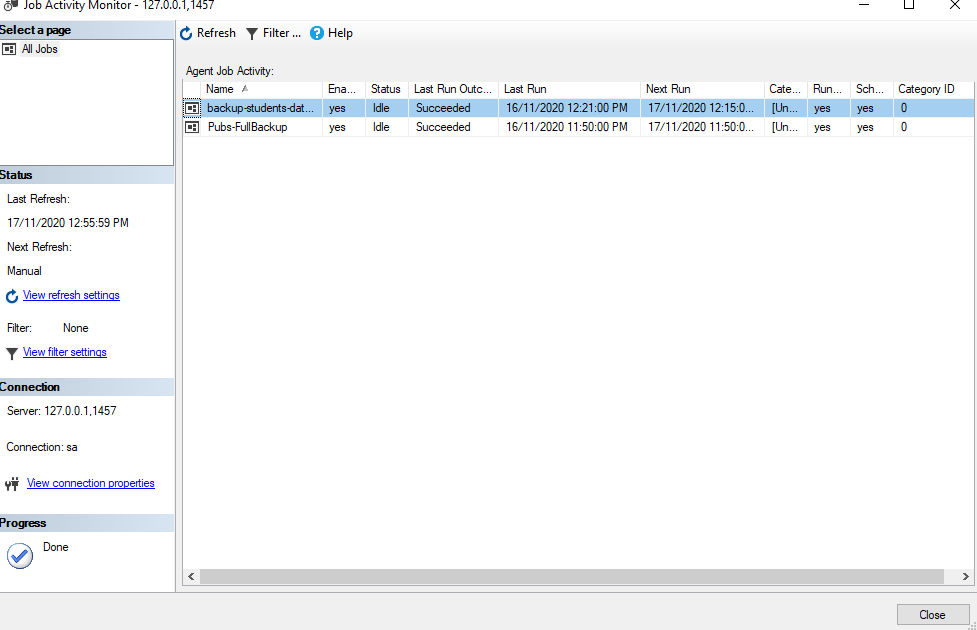 Job Activity Monitor - 127.0.0.1,1457
Select a page
All Jobs
Refresh Filter ... Help
Agent Job Activity:
Name Ena... Status Last Run Outc... Last Run Next Run Cate... Run... Sch... Category ID
backup-students-dat... yes Idle Succeeded 16/11/2020 12:21:00 PM 17/11/2020 12:15:0... [Un... yes yes 0
Pubs-FullBackup yes Idle Succeeded 16/11/2020 11:50:00 PM 17/11/2020 11:50:0... [Un... yes yes 0
Status
Last Refresh:
17/11/2020 12:55:59 PM
Next Refresh:
Manual
View refresh settings
Filter: None
View filter settings
Connection
Server: 127.0.0.1,1457
Connection: sa
View connection properties
Progress
Done
Close